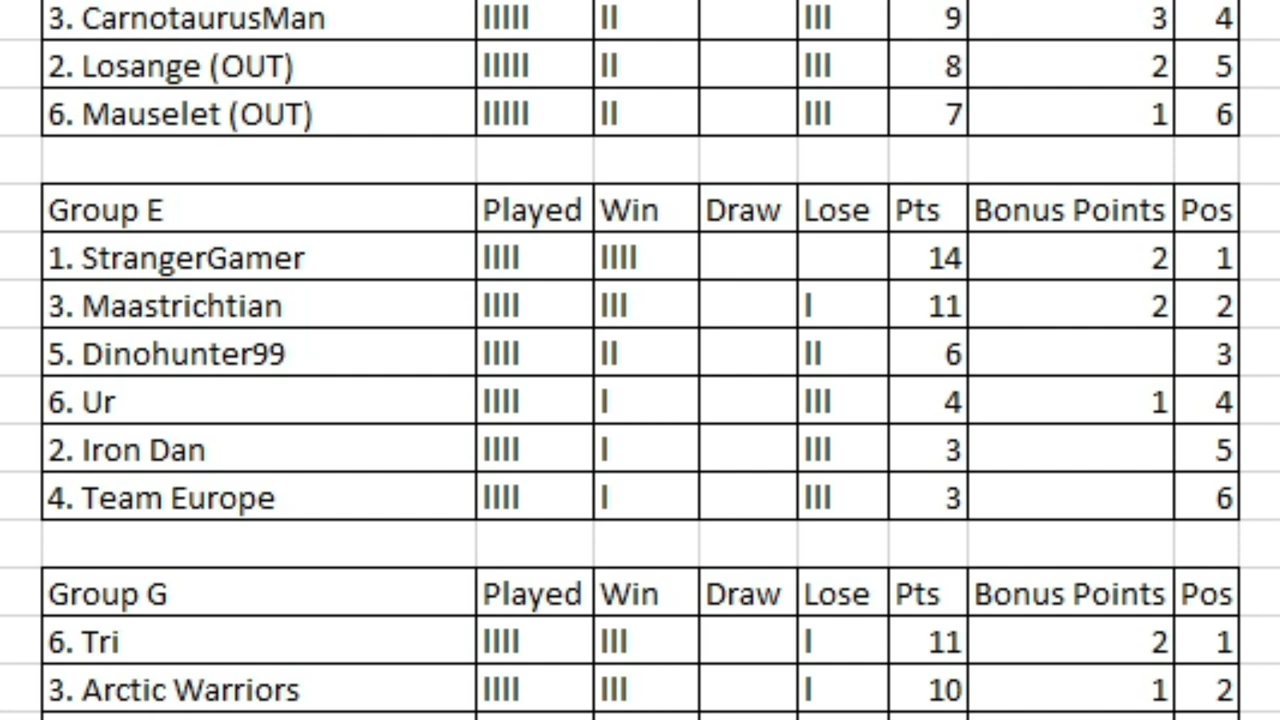 3. CarnotaurusMan IIIII II III 9 3 4
2. Losange (OUT) IIIII II III 8 2 5
6. Mauselet (OUT) IIIII II III 7 1 6
Group E Played Win Draw Lose Pts Bonus Points Pos
1. StrangerGamer IIII IIII 14 2 1
3. Maastrichtian IIII III I 11 2 2
5. Dinohunter99 IIII II II 6 3
6. Ur IIII I III 4 1 4
2. Iron Dan IIII I III 3 5
4. Team Europe IIII I III 3 6
Group G Played Win Draw Lose Pts Bonus Points Pos
6. Tri IIII III I 11 2 1
3. Arctic Warriors IIII III I 10 1 2